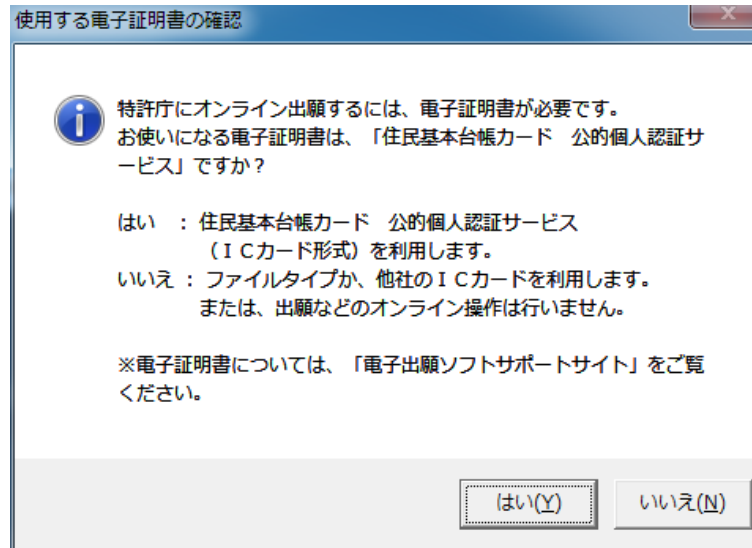 使用する電子証明書の確認
特許庁にオンライン出願するには、電子証明書が必要です。
お使いになる電子証明書は、「住民基本台帳カード　公的個人認証サ
ービス」ですか？
はい　：住民基本台帳カード　公的個人認証サービス
（ＩＣカード形式）を利用します。
いいえ：ファイルタイプか、他社のＩＣカードを利用します。
または、出願などのオンライン操作は行いません。
※電子証明書については、「電子出願ソフトサポートサイト」をご覧
ください。
はい(Y)　いいえ(N)